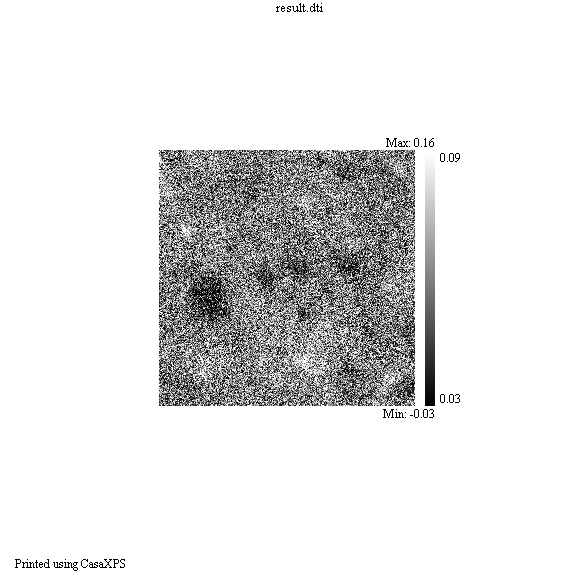 result.dti
Max: 0.16
0.09
0.03
Min: -0.03
Printed using CasaXPS